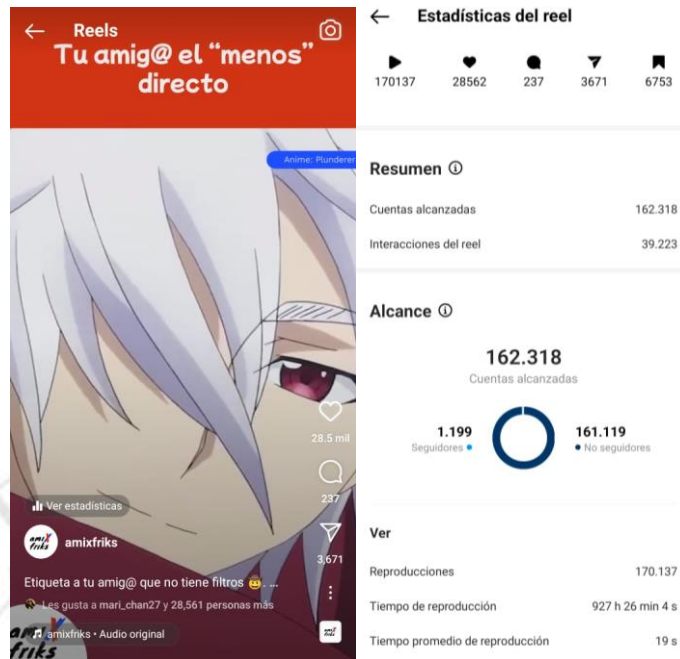 Reels
Tu amig@ el “menos”
directo
Anime: Plunderer
28.5 mil
237
3,671
Ver estadísticas
amixfriks
Etiqueta a tu amig@ que no tiene filtros 🤠. ...
Les gusta a mari_chan27 y 28,561 personas más
amixfriks • Audio original
amiX
friks
Estadísticas del reel
170137 28562 237 3671 6753
Resumen
Cuentas alcanzadas 162.318
Interacciones del reel 39.223
Alcance
162.318
Cuentas alcanzadas
1.199
Seguidores
161.119
No seguidores
Ver
Reproducciones 170.137
Tiempo de reproducción 927 h 26 min 4 s
Tiempo promedio de reproducción 19 s